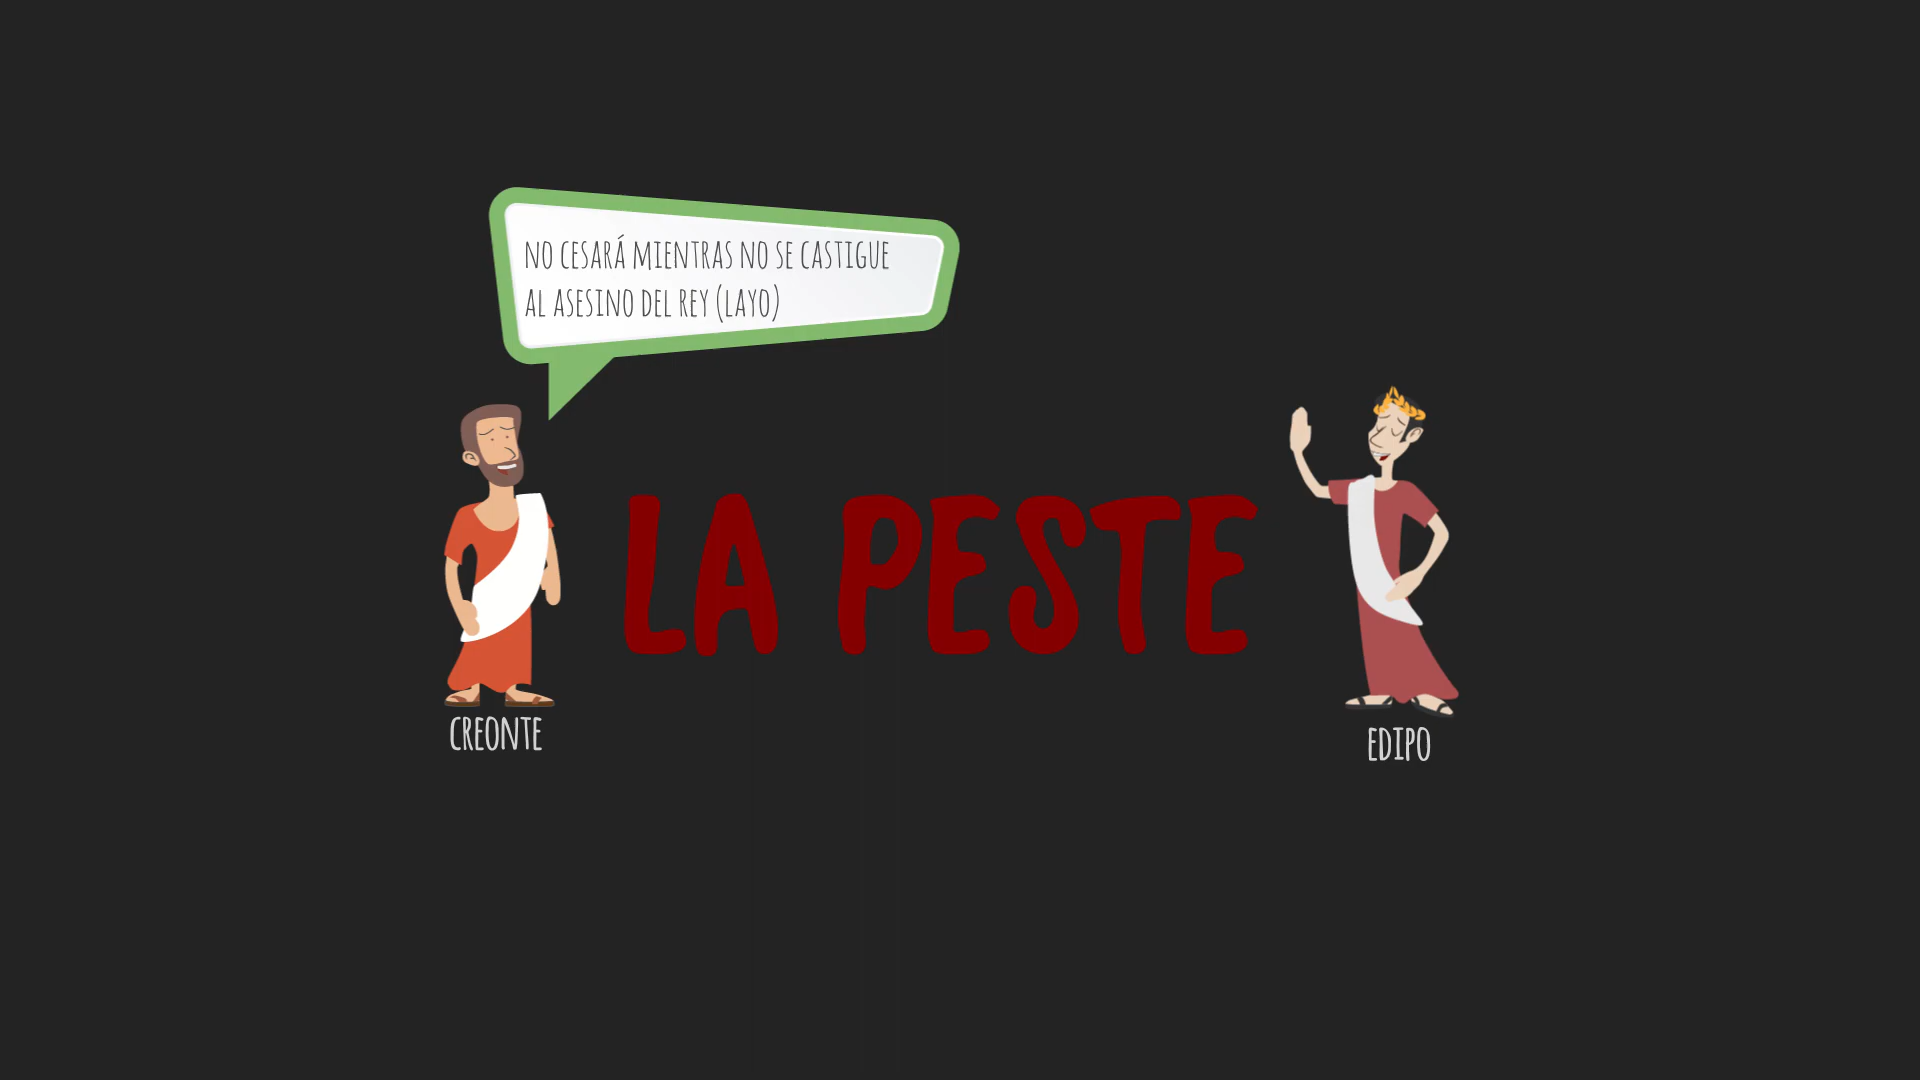 NO CESARÁ MIENTRAS NO SE CASTIGUE
AL ASESINO DEL REY (LAYO)
LA PESTE
CREONTE
EDIPO